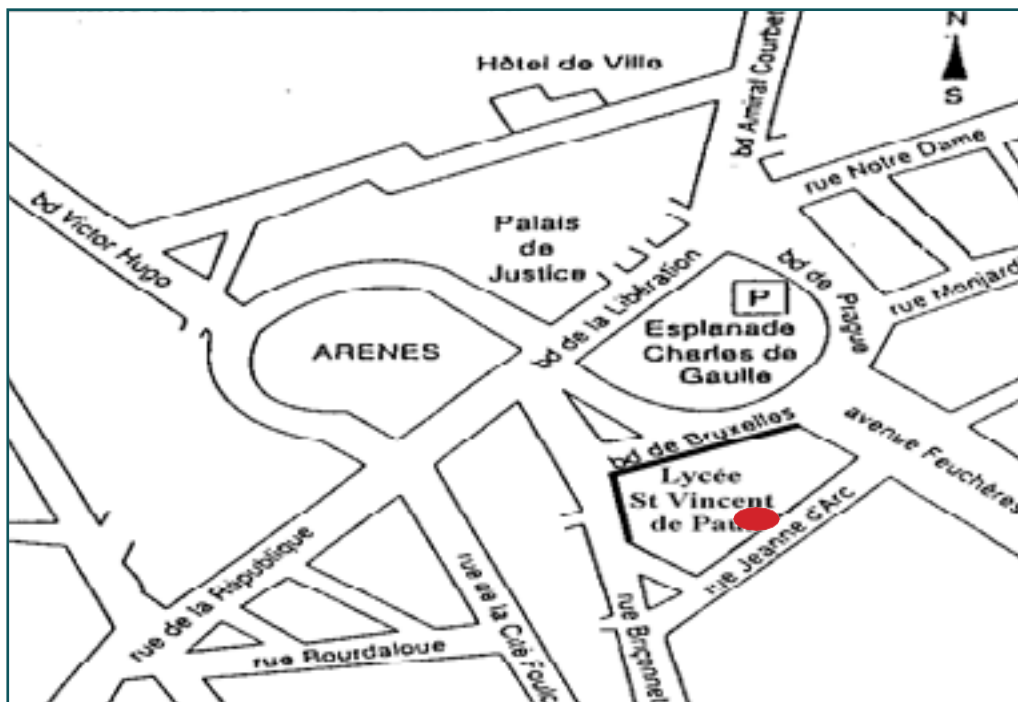 N
S
Hôtel de Ville
bd Amiral Courbet
rue Notre Dame
bd Victor Hugo
Palais
de
Justice
bd de la Libération
bd de Prague
rue Monjard
P
Esplanade
Charles de
Gaulle
ARENES
bd de Bruxelles
avenue Feuchères
Lycée
St Vincent
de Pau
rue Jeanne d'Arc
rue de la République
rue de la Cité Foulc
rue Briçonnet
rue Bourdaloue